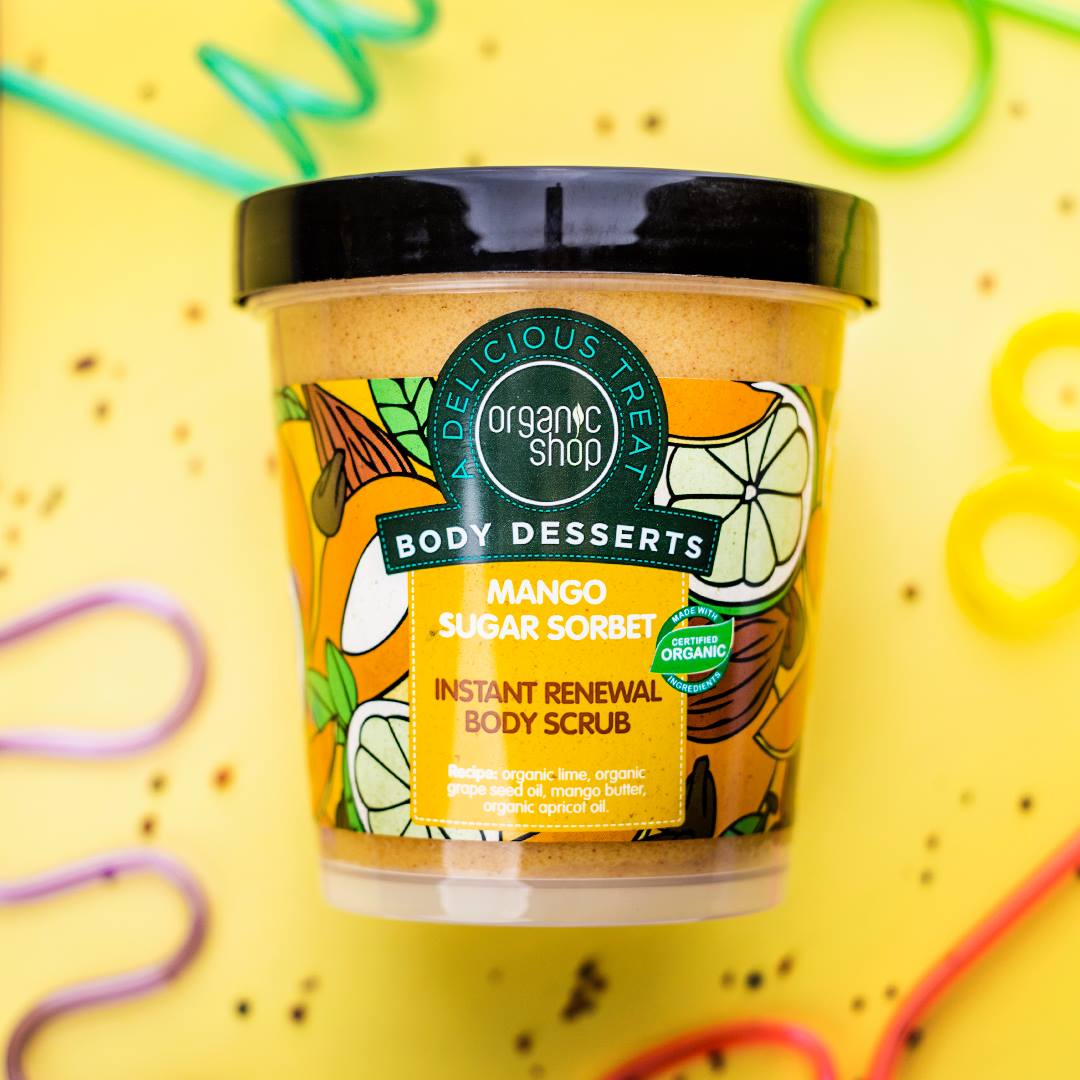 A DELICIOUS TREAT
organic
shop
BODY DESSERTS
MANGO
SUGAR SORBET
MADE WITH
CERTIFIED
ORGANIC
INGREDIENTS
INSTANT RENEWAL
BODY SCRUB
Recipe: organic lime, organic
grape seed oil, mango butter,
organic apricot oil.